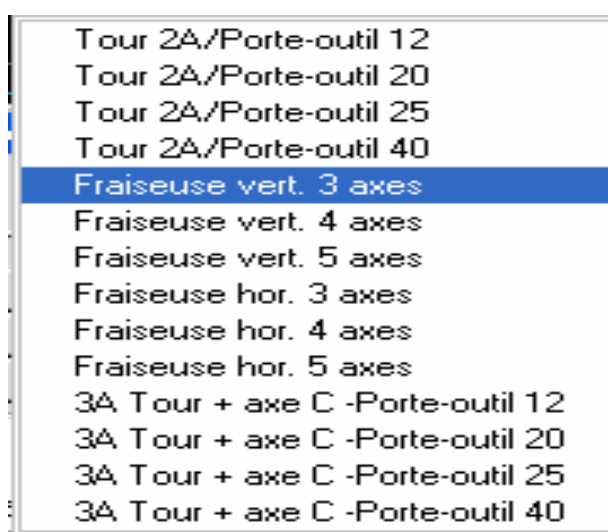 Tour 2A/Porte-outil 12
Tour 2A/Porte-outil 20
Tour 2A/Porte-outil 25
Tour 2A/Porte-outil 40
Fraiseuse vert. 3 axes
Fraiseuse vert. 4 axes
Fraiseuse vert. 5 axes
Fraiseuse hor. 3 axes
Fraiseuse hor. 4 axes
Fraiseuse hor. 5 axes
3A Tour + axe C -Porte-outil 12
3A Tour + axe C -Porte-outil 20
3A Tour + axe C -Porte-outil 25
3A Tour + axe C -Porte-outil 40